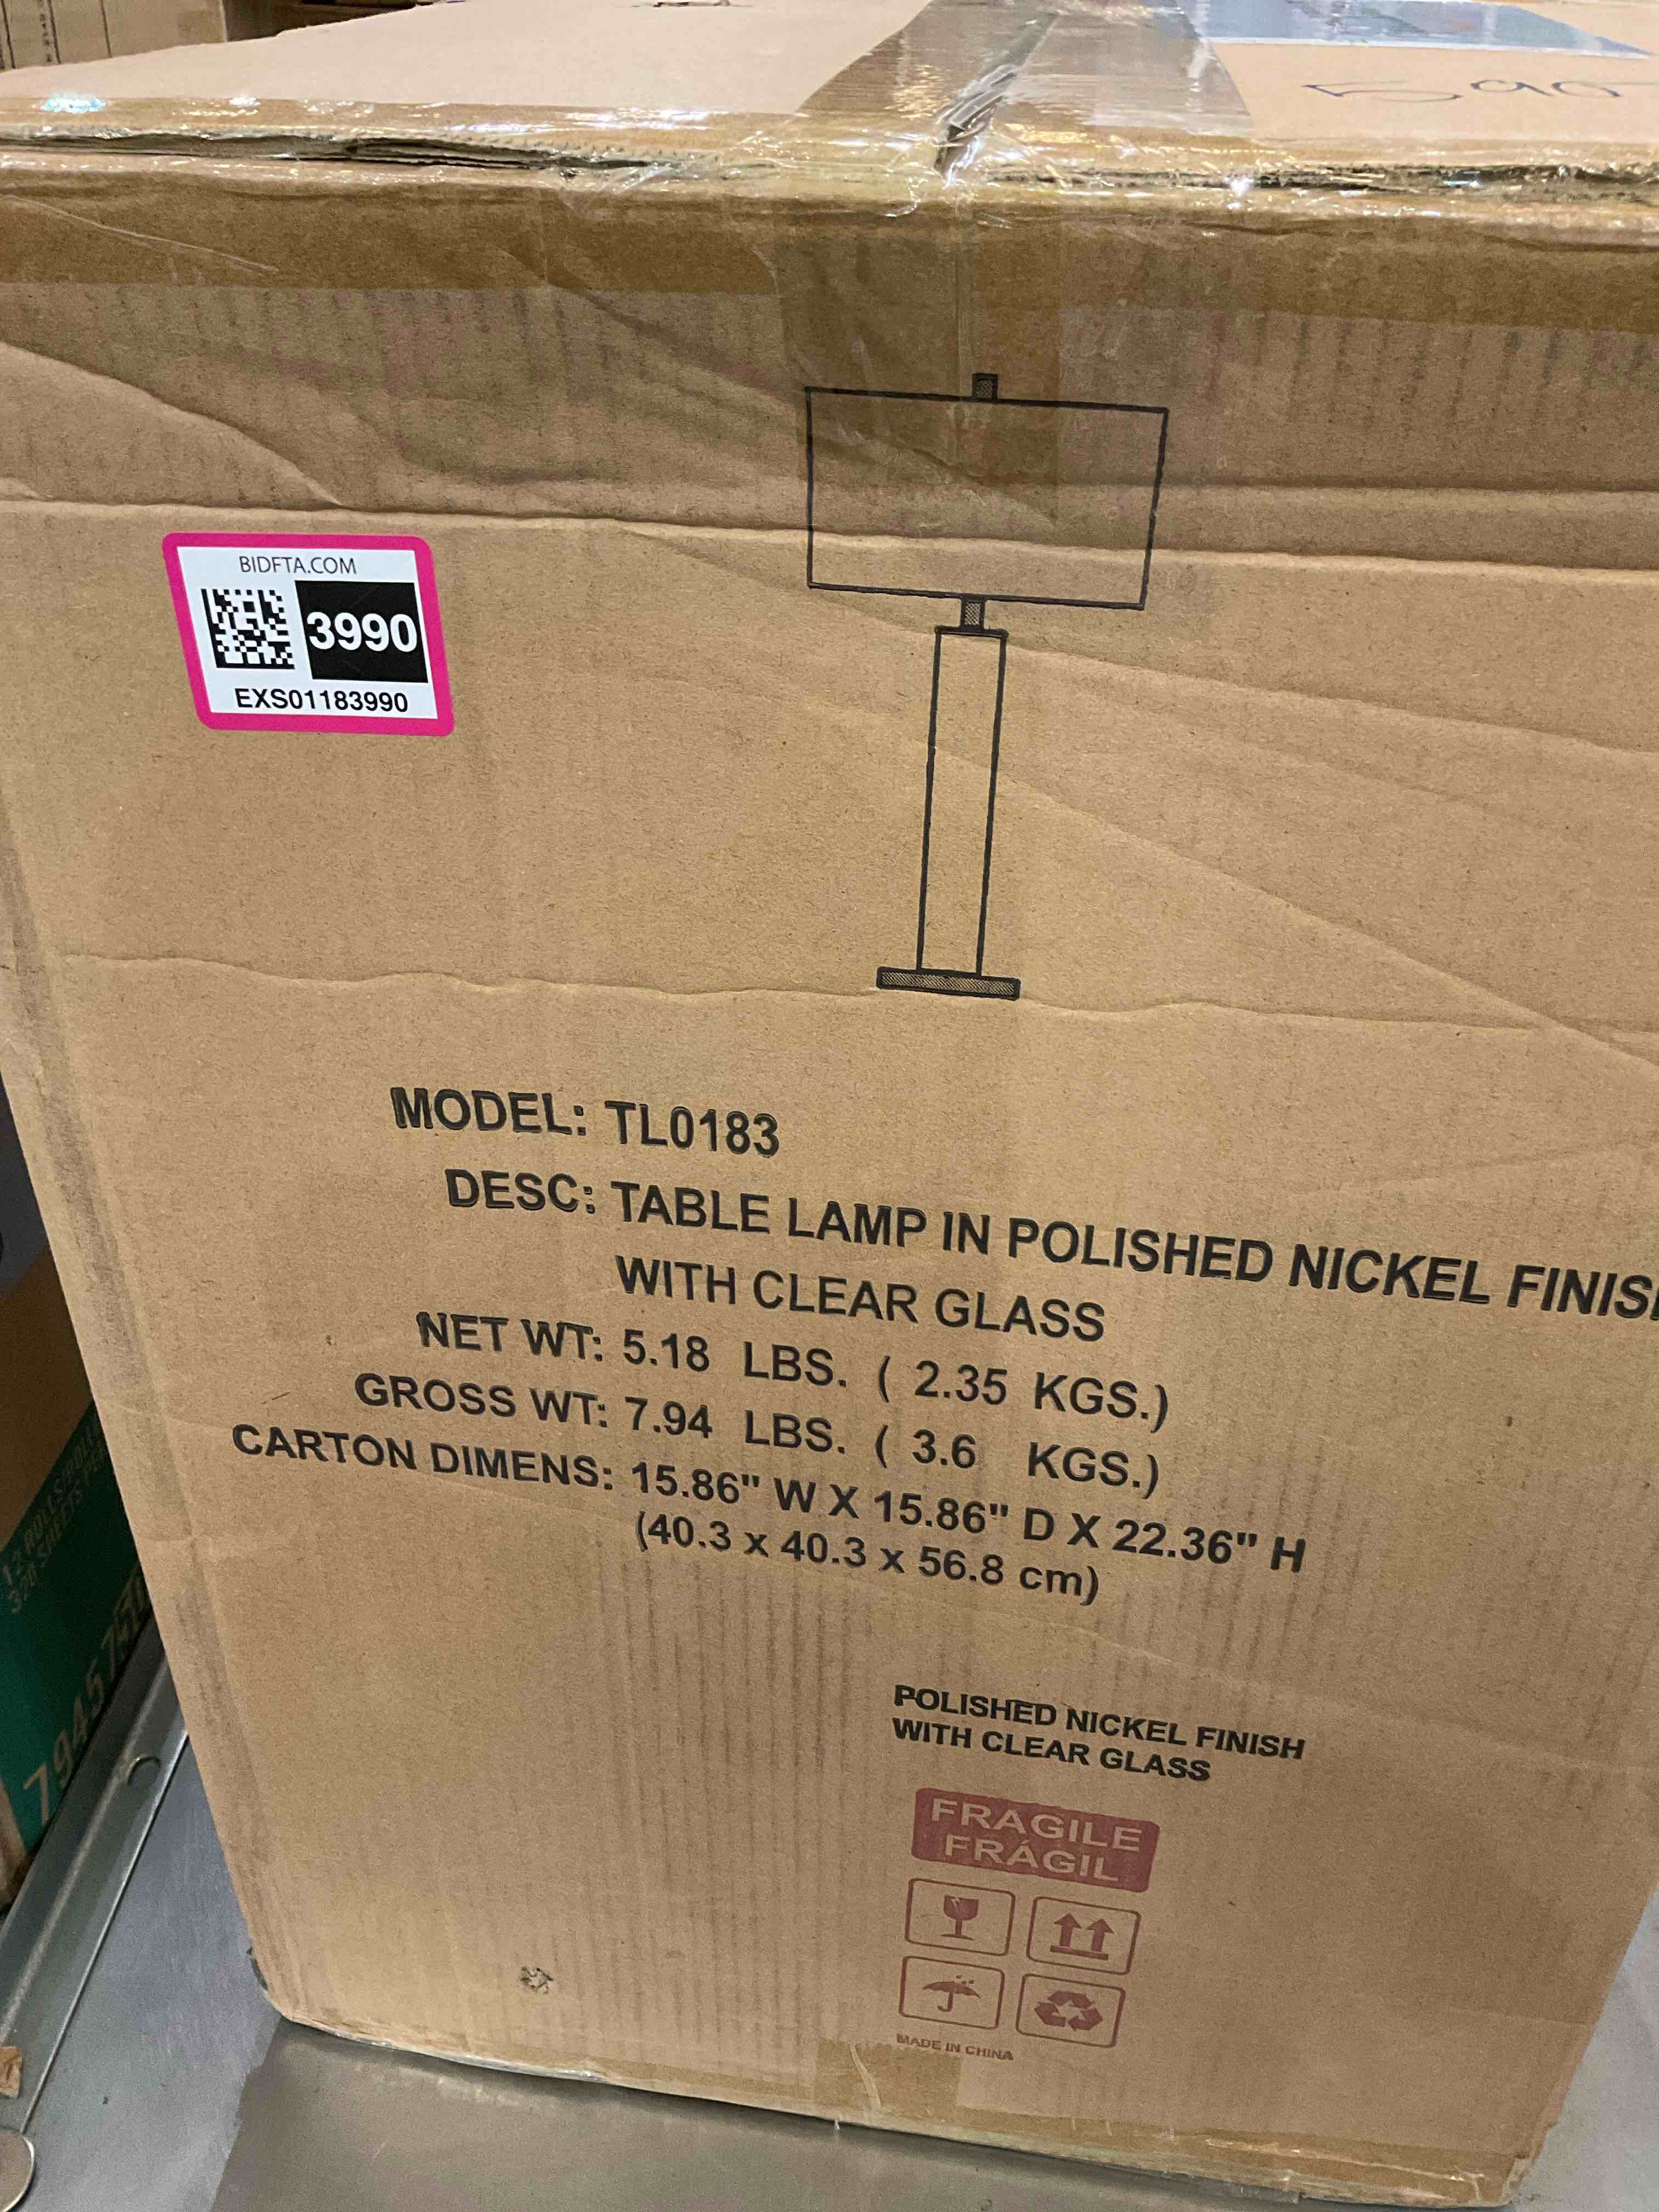 BIDFTA.COM
3990
EXS01183990
MODEL: TL0183
DESC: TABLE LAMP IN POLISHED NICKEL FINIS
WITH CLEAR GLASS
NET WT: 5.18 LBS. ( 2.35 KGS.)
GROSS WT: 7.94 LBS. ( 3.6 KGS.)
CARTON DIMENS: 15.86" W X 15.86" D X 22.36" H
(40.3 x 40.3 x 56.8 cm)
POLISHED NICKEL FINISH
WITH CLEAR GLASS
FRAGILE
FRÁGIL
MADE IN CHINA